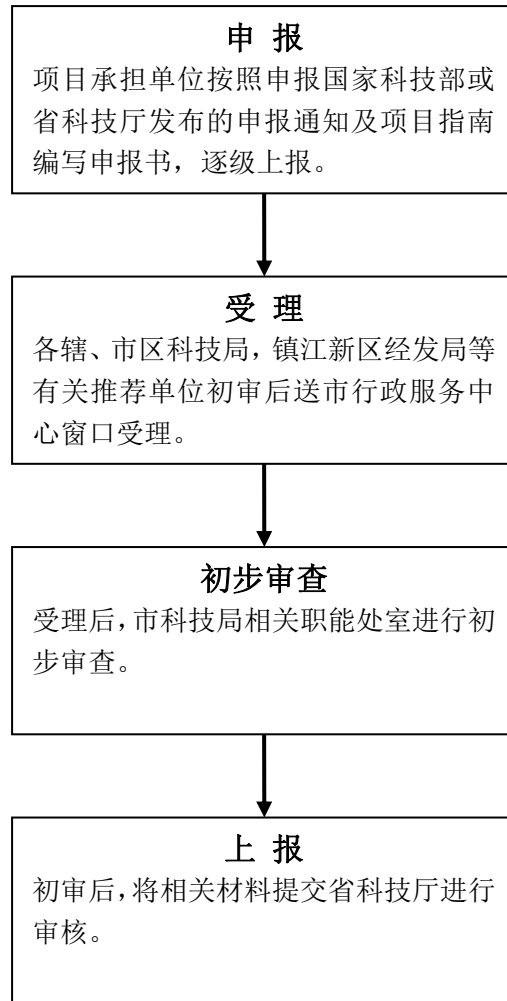 申 报
项目承担单位按照申报国家科技部或
省科技厅发布的申报通知及项目指南
编写申报书，逐级上报。
受 理
各辖、市区科技局，镇江新区经发局等
有关推荐单位初审后送市行政服务中
心窗口受理。
初步审查
受理后，市科技局相关职能处室进行初
步审查。
上 报
初审后，将相关材料提交省科技厅进行
审核。